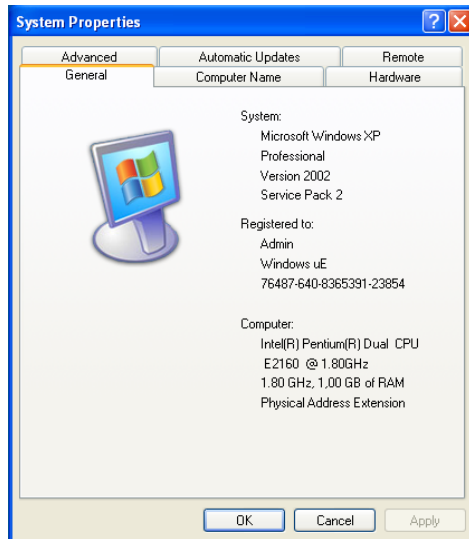 System Properties
Advanced
Automatic Updates
Remote
General
Computer Name
Hardware
System:
Microsoft Windows XP
Professional
Version 2002
Service Pack 2
Registered to:
Admin
Windows uE
76487-640-8365391-23854
Computer:
Intel(R) Pentium(R) Dual CPU
E2160 @ 1.80GHz
1.80 GHz, 1,00 GB of RAM
Physical Address Extension
OK
Cancel
Apply